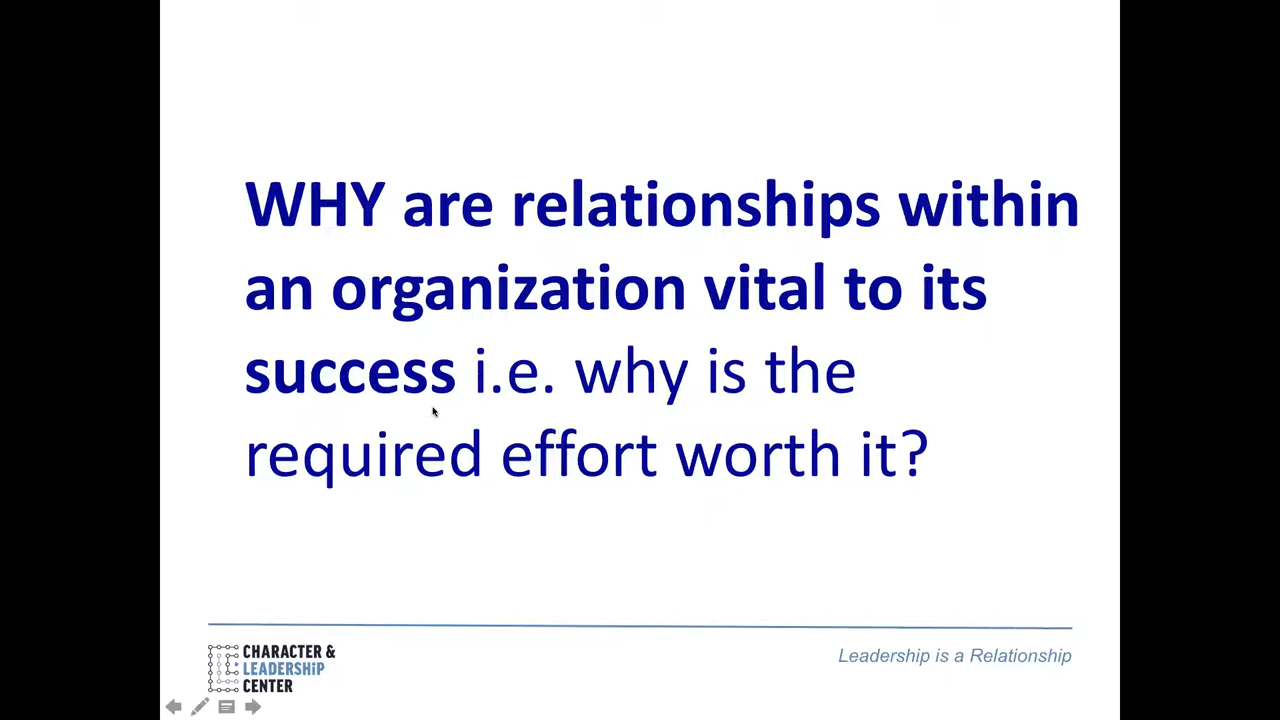 WHY are relationships within
an organization vital to its
success i.e. why is the
required effort worth it?
CHARACTER &
LEADERSHiP
CENTER
Leadership is a Relationship